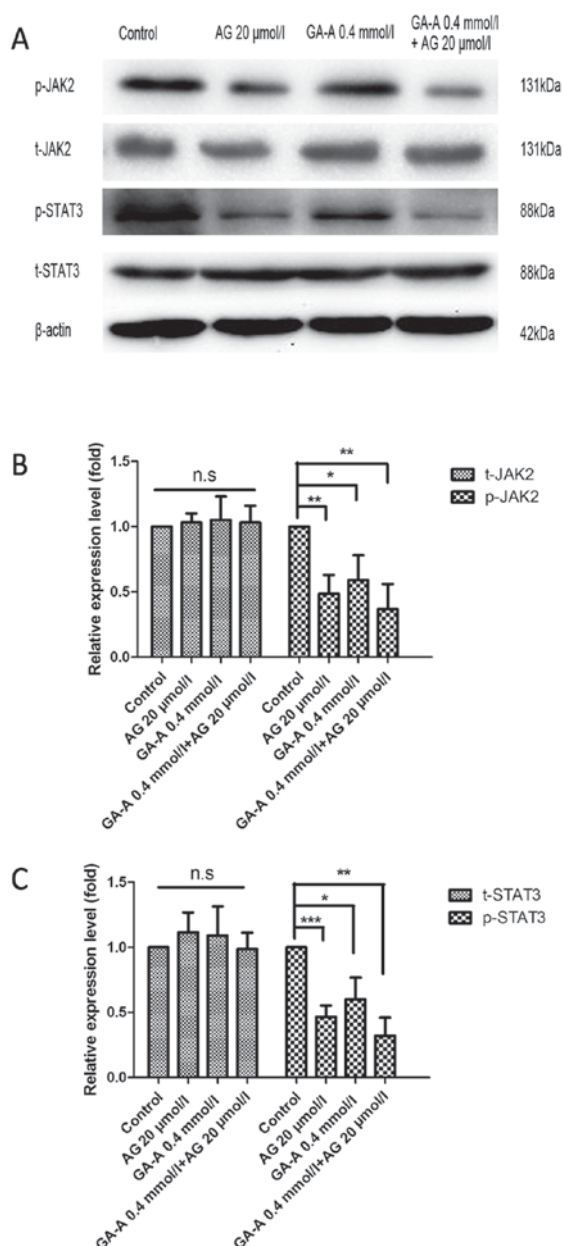 A
Control
AG 20 µmol/l
GA-A 0.4 mmol/l
GA-A 0.4 mmol/l
+ AG 20 µmol/l
p-JAK2
131kDa
t-JAK2
131kDa
p-STAT3
88kDa
t-STAT3
88kDa
β-actin
42kDa
B
Relative expression level (fold)
1.5
1.0
0.5
0.0
n.s
**
*
**
t-JAK2
p-JAK2
Control
AG 20 µmol/l
GA-A 0.4 mmol/l
GA-A 0.4 mmol/l+AG 20 µmol/l
Control
AG 20 µmol/l
GA-A 0.4 mmol/l
GA-A 0.4 mmol/l+AG 20 µmol/l
C
Relative expression level (fold)
1.5
1.0
0.5
0.0
n.s
**
*
***
t-STAT3
p-STAT3
Control
AG 20 µmol/l
GA-A 0.4 mmol/l
GA-A 0.4 mmol/l+AG 20 µmol/l
Control
AG 20 µmol/l
GA-A 0.4 mmol/l
GA-A 0.4 mmol/l+AG 20 µmol/l